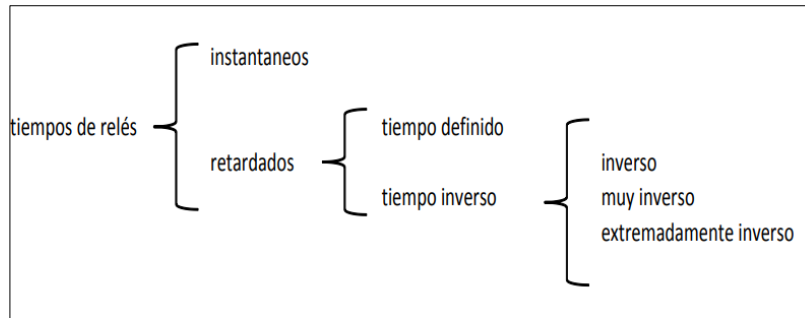 instantaneos
tiempos de relés
tiempo definido
retardados
inverso
tiempo inverso
muy inverso
extremadamente inverso